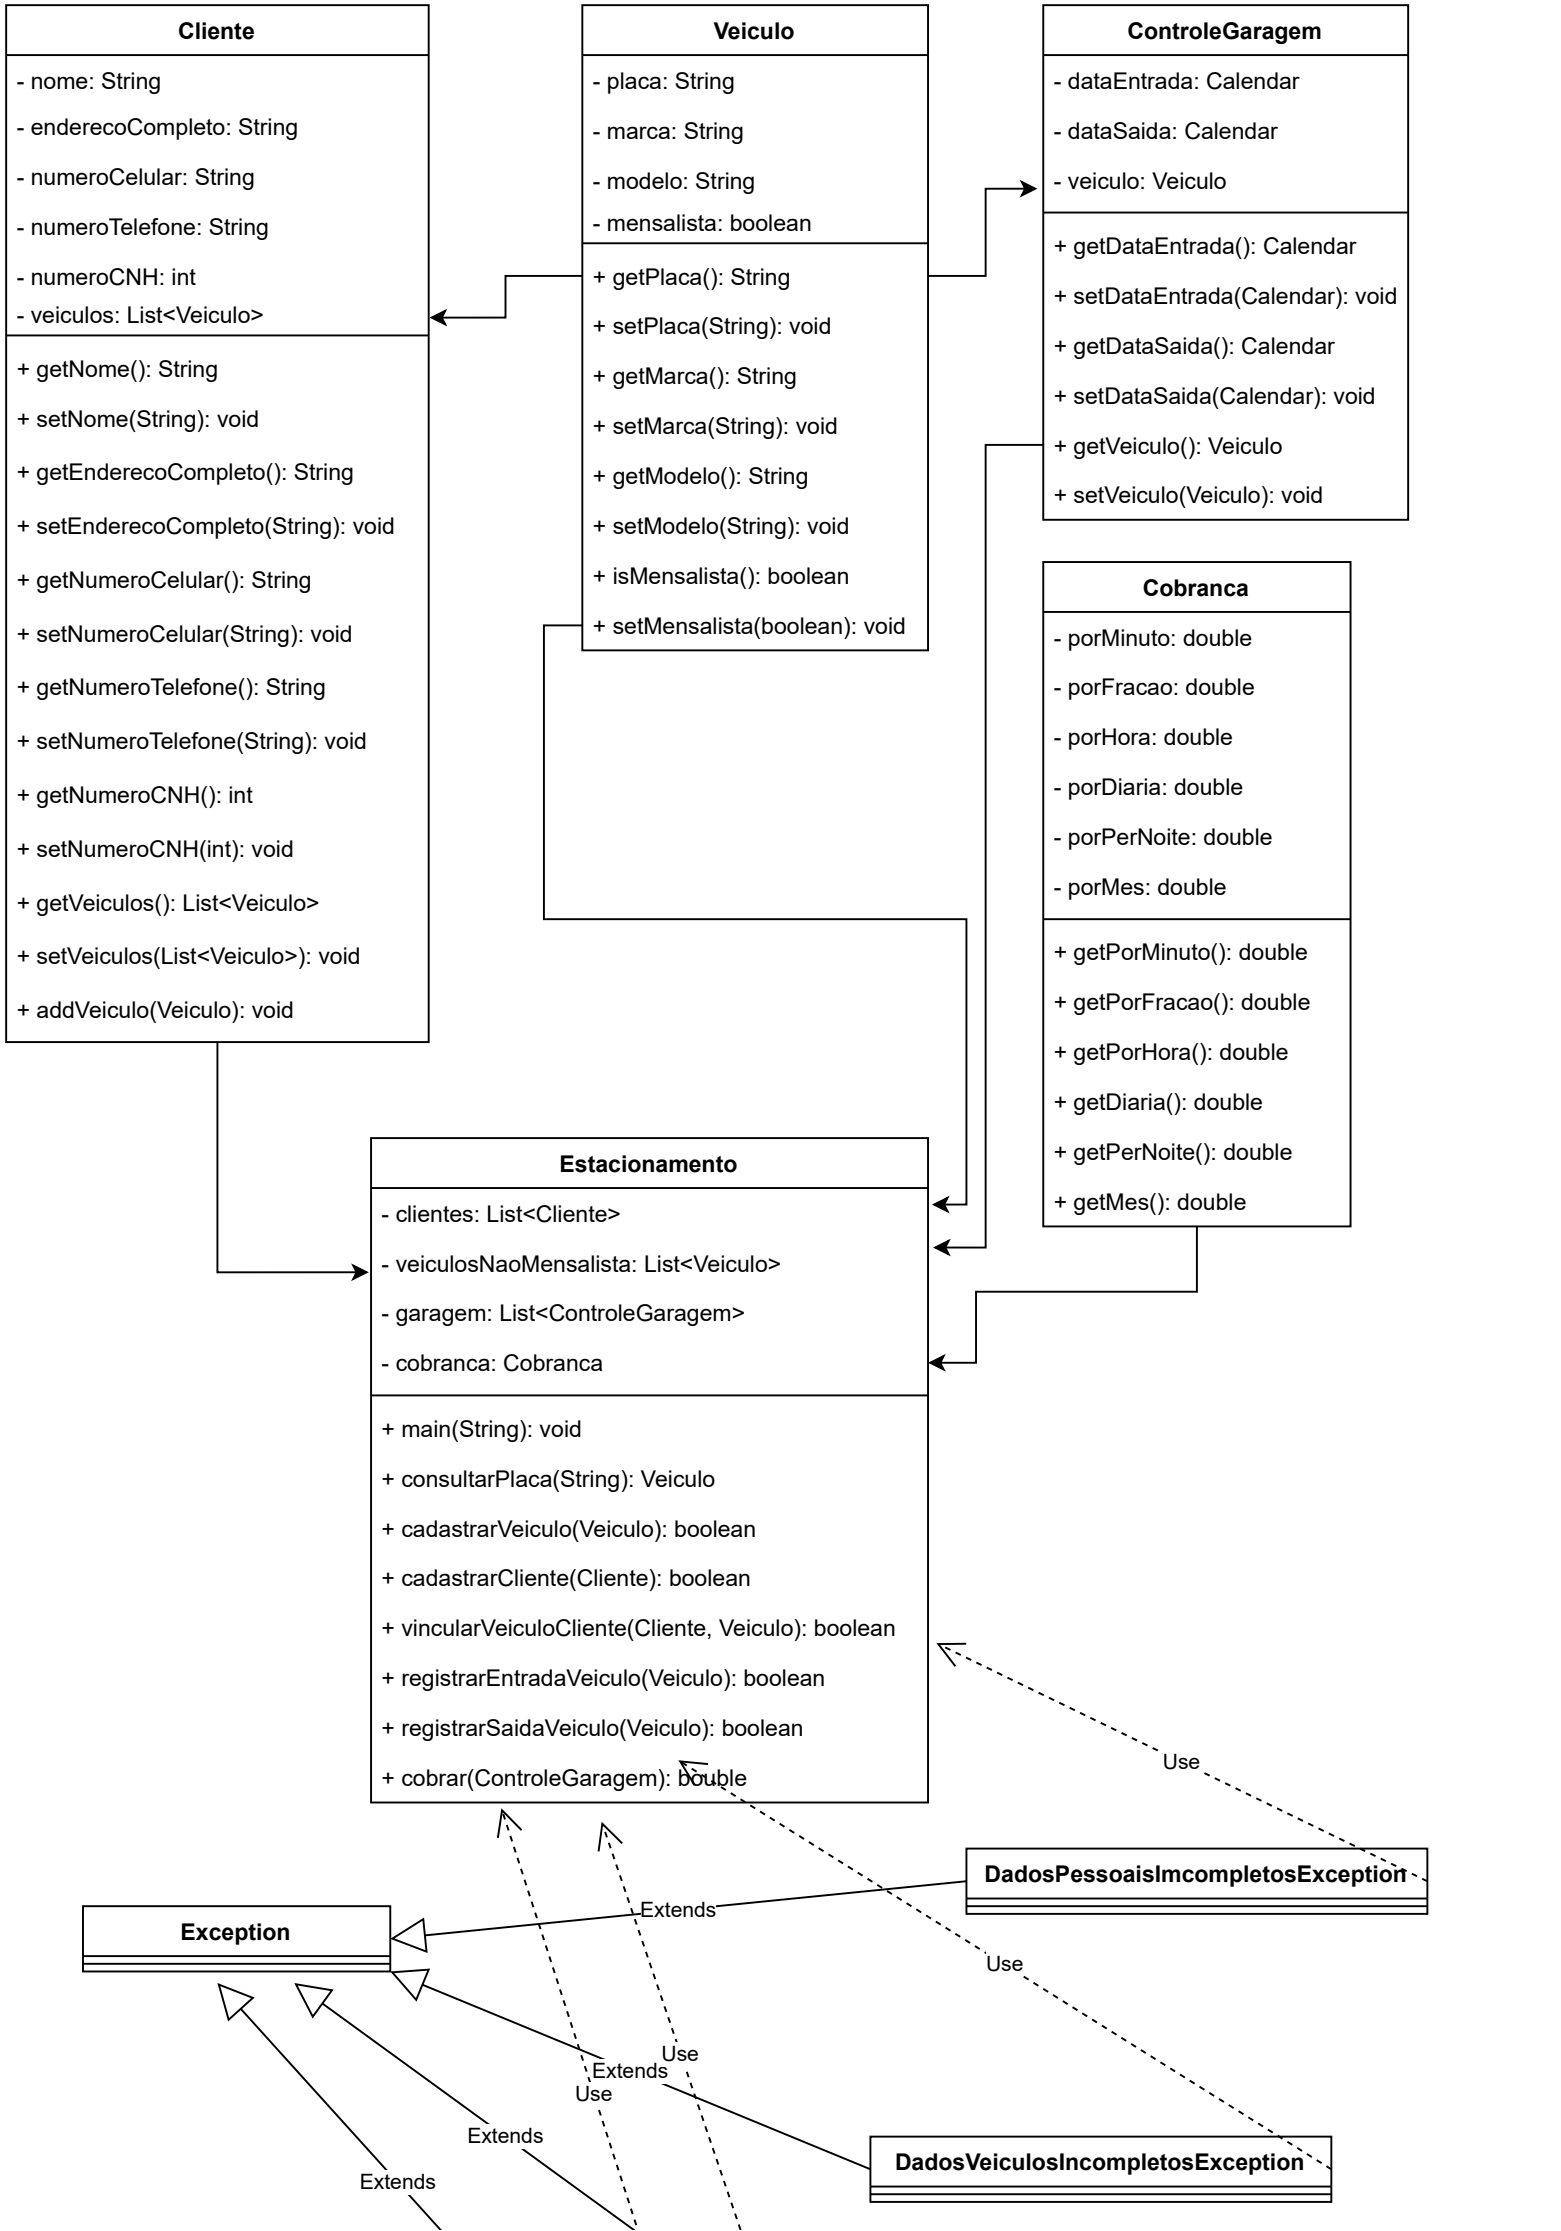 Cliente
- nome: String
- enderecoCompleto: String
- numeroCelular: String
- numeroTelefone: String
- numeroCNH: int
- veiculos: List<Veiculo>
+ getNome(): String
+ setNome(String): void
+ getEnderecoCompleto(): String
+ setEnderecoCompleto(String): void
+ getNumeroCelular(): String
+ setNumeroCelular(String): void
+ getNumeroTelefone(): String
+ setNumeroTelefone(String): void
+ getNumeroCNH(): int
+ setNumeroCNH(int): void
+ getVeiculos(): List<Veiculo>
+ setVeiculos(List<Veiculo>): void
+ addVeiculo(Veiculo): void
Veiculo
- placa: String
- marca: String
- modelo: String
- mensalista: boolean
+ getPlaca(): String
+ setPlaca(String): void
+ getMarca(): String
+ setMarca(String): void
+ getModelo(): String
+ setModelo(String): void
+ isMensalista(): boolean
+ setMensalista(boolean): void
ControleGaragem
- dataEntrada: Calendar
- dataSaida: Calendar
- veiculo: Veiculo
+ getDataEntrada(): Calendar
+ setDataEntrada(Calendar): void
+ getDataSaida(): Calendar
+ setDataSaida(Calendar): void
+ getVeiculo(): Veiculo
+ setVeiculo(Veiculo): void
Cobranca
- porMinuto: double
- porFracao: double
- porHora: double
- porDiaria: double
- porPerNoite: double
- porMes: double
+ getPorMinuto(): double
+ getPorFracao(): double
+ getPorHora(): double
+ getDiaria(): double
+ getPerNoite(): double
+ getMes(): double
Estacionamento
- clientes: List<Cliente>
- veiculosNaoMensalista: List<Veiculo>
- garagem: List<ControleGaragem>
- cobranca: Cobranca
+ main(String): void
+ consultarPlaca(String): Veiculo
+ cadastrarVeiculo(Veiculo): boolean
+ cadastrarCliente(Cliente): boolean
+ vincularVeiculoCliente(Cliente, Veiculo): boolean
+ registrarEntradaVeiculo(Veiculo): boolean
+ registrarSaidaVeiculo(Veiculo): boolean
+ cobrar(ControleGaragem): bouble
Use
DadosPessoaisImcompletosException
Extends
Exception
Use
Use
Extends
Use
Extends
DadosVeiculosIncompletosException
Extends